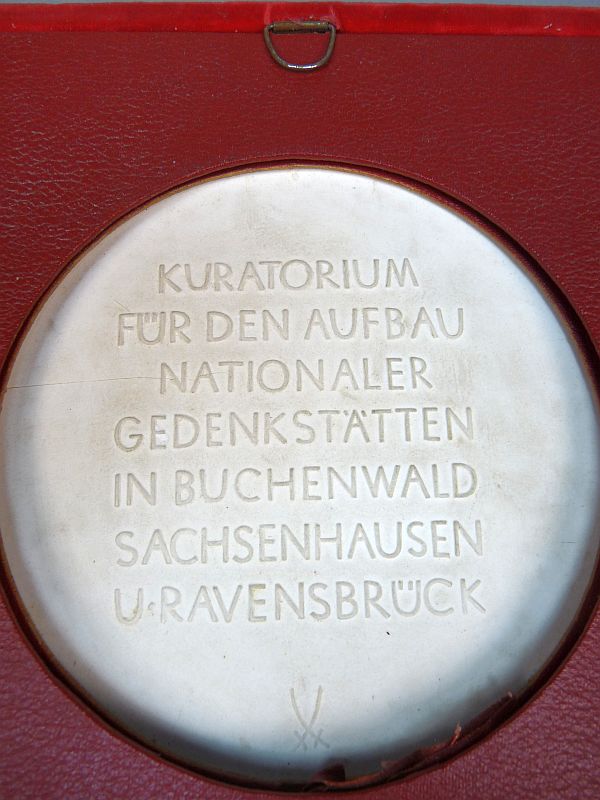 KURATORIUM
FÜR DEN AUFBAU
NATIONALER
GEDENKSTÄTTEN
IN BUCHENWALD
SACHSENHAUSEN
U·RAVENSBRÜCK